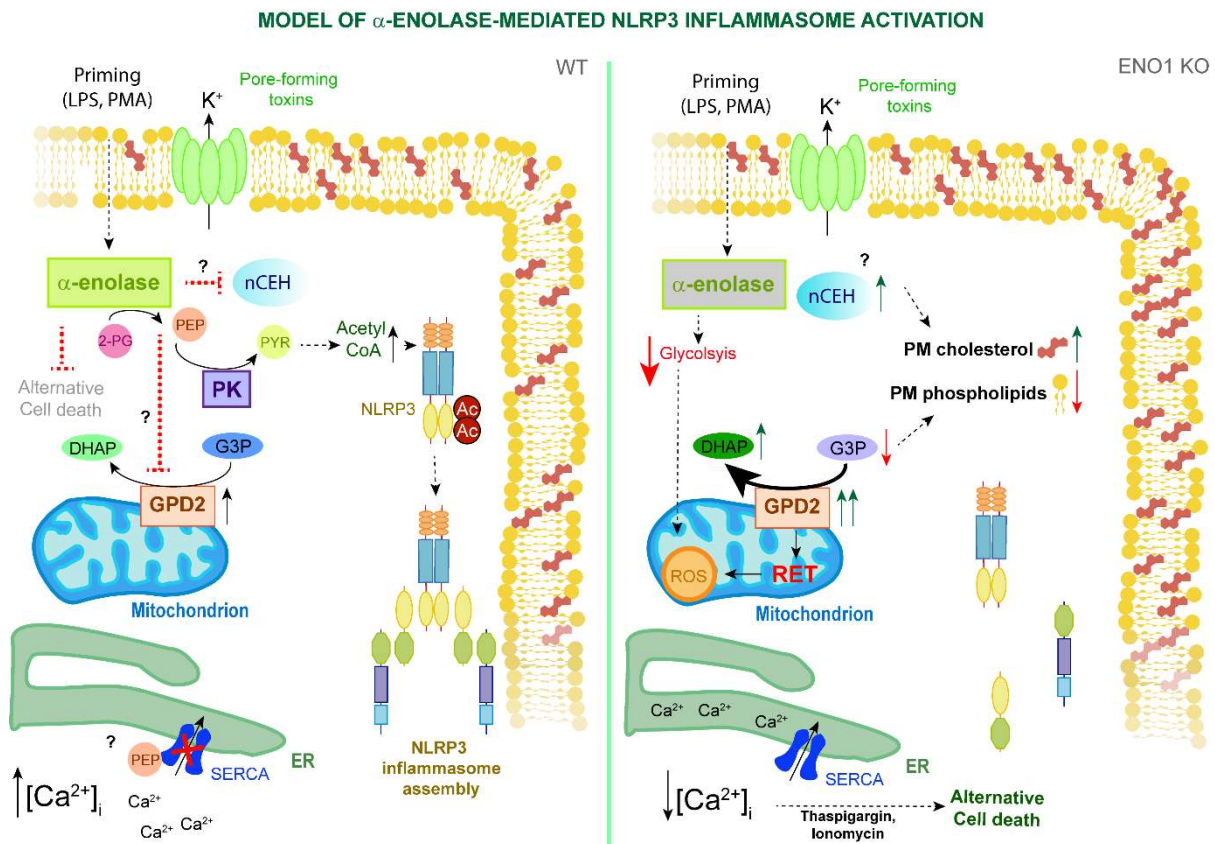 MODEL OF α-ENOLASE-MEDIATED NLRP3 INFLAMMASOME ACTIVATION
WT
Priming
(LPS, PMA)
K+
Pore-forming
toxins
α-enolase
?
nCEH
2-PG
PEP
PYR
Acetyl
CoA
PK
Alternative
Cell death
?
NLRP3
Ac
Ac
DHAP
G3P
GPD2
Mitochondrion
?
PEP
SERCA
ER
[Ca2+]i
Ca2+
Ca2+
Ca2+
NLRP3
inflammasome
assembly
ENO1 KO
Priming
(LPS, PMA)
K+
Pore-forming
toxins
α-enolase
?
nCEH
Glycolsyis
PM cholesterol
PM phospholipids
DHAP
G3P
GPD2
ROS
RET
Mitochondrion
Ca2+
Ca2+
Ca2+
SERCA
ER
[Ca2+]i
Thaspigargin,
Ionomycin
Alternative
Cell death